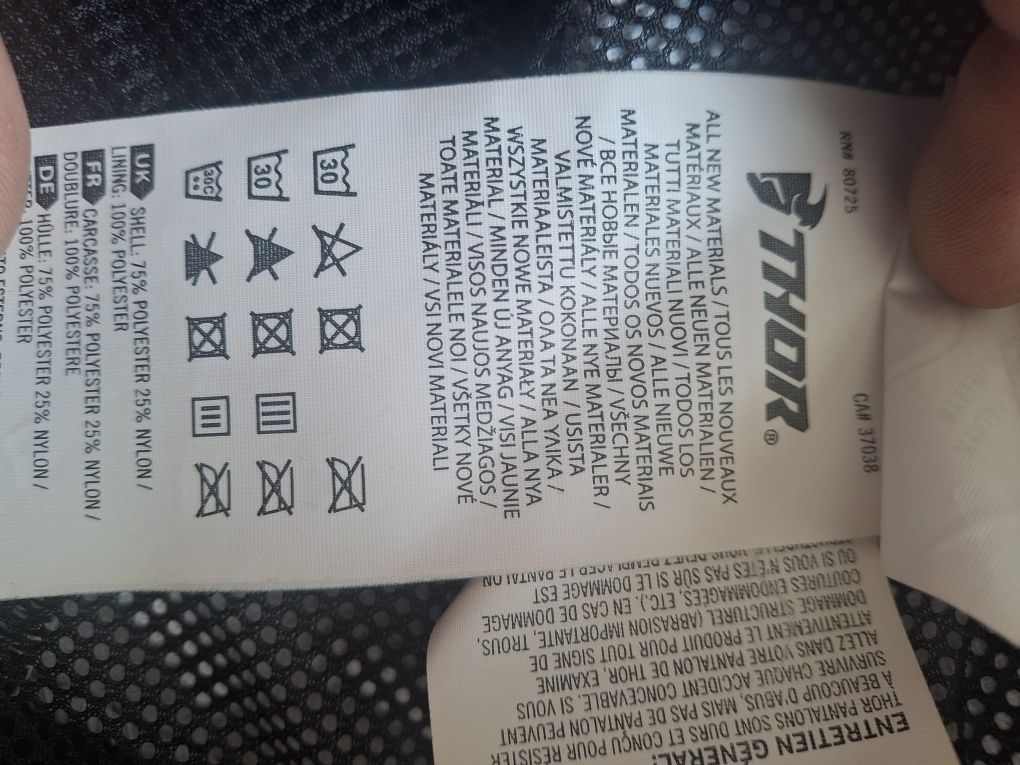 RN# 80725
CA# 37038
THOR®
ALL NEW MATERIALS / TOUS LES NOUVEAUX
MATÉRIAUX / ALLE NEUEN MATERIALIEN /
TUTTI MATERIALI NUOVI / TODOS LOS
MATERIALES NUEVOS / ALLE NIEUWE
MATERIALEN / TODOS OS NOVOS MATERIAIS
/ ВСЕ НОВЫЕ МАТЕРМАЛЫ / VŠECHNY
NOVÉ MATERIÁLY / ALLE NYE MATERIALER /
VALMISTETTU KOKONAAN / USISTA
MATERIAALEISTA / ΟΛΑ ΤΑ ΝΕΑ ΥΛΙΚΑ /
WSZYSTKIE NOWE MATERIAŁY / ALLA NYA
MATERIAL / MINDEN ÚJ ANYAG / VISI JAUNIE
MATERIĀLI / VISOS NAUJOS MEDŽIAGOS /
TOATE MATERIALELE NOI / VŠETKY NOVÉ
MATERIÁLY / VSI NOVI MATERIALI
30
30
30C
UK SHELL: 75% POLYESTER 25% NYLON /
LINING: 100% POLYESTER
FR CARCASSE: 75% POLYESTER 25% NYLON /
DOUBLURE: 100% POLYESTERE
DE HÜLLE: 75% POLYESTER 25% NYLON /
100% POLYESTER
ENTRETIEN GÉNÉRAL:
THOR PANTALONS SONT DURS ET CONÇU POUR RESISTER
À BEAUCOUP D'ABUS, MAIS PAS DE PANTALON PEUVENT
SURVIVRE CHAQUE ACCIDENT CONCEVABLE. SI VOUS
ALLEZ DANS VOTRE PANTALON DE THOR, EXAMINE
ATTENTIVEMENT LE PRODUIT POUR TOUT SIGNE DE
DOMMAGE STRUCTUREL (ABRASION IMPORTANTE, TROUS,
COUTURES ENDOMMAGÉES, ETC.). EN CAS DE DOMMAGE
OU SI VOUS N'ÊTES PAS SÛR SI LE DOMMAGE EST